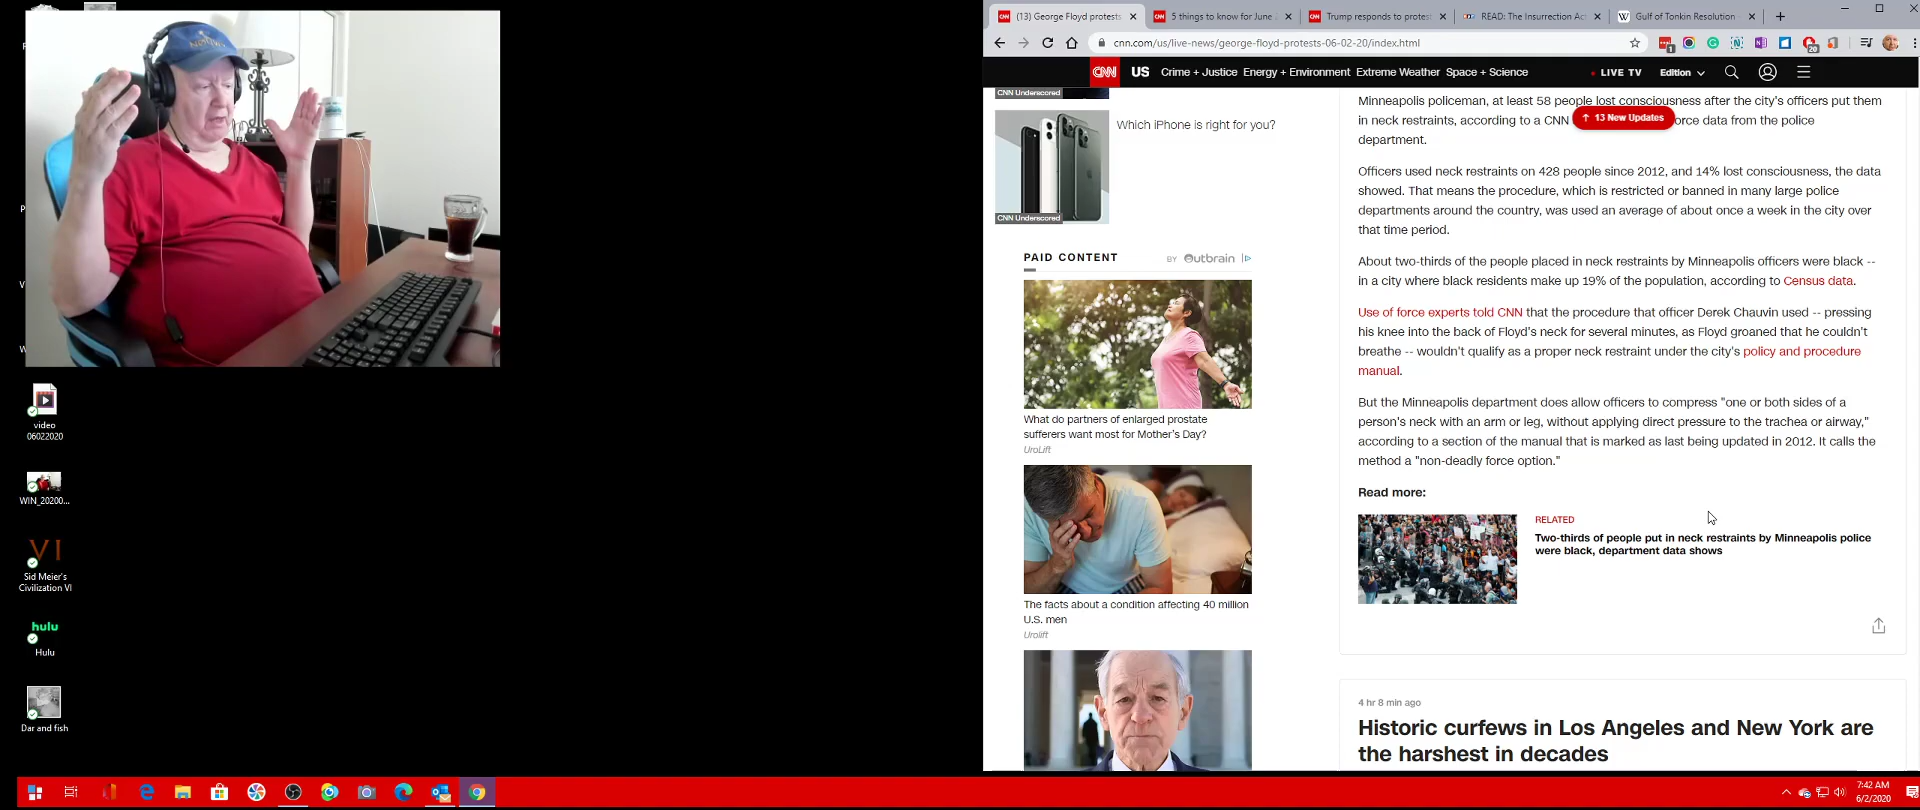 (13) George Floyd protests
5 things to know for June
Trump responds to protest
READ: The Insurrection Act
Gulf of Tonkin Resolution
cnn.com/us/live-news/george-floyd-protests-06-02-20/index.html
CNN US Crime + Justice Energy + Environment Extreme Weather Space + Science LIVE TV Edition
CNN Underscored
Which iPhone is right for you?
CNN Underscored
PAID CONTENT BY Outbrain
What do partners of enlarged prostate
sufferers want most for Mother's Day?
UroLift
The facts about a condition affecting 40 million
U.S. men
Urolift
13 New Updates
Minneapolis policeman, at least 58 people lost consciousness after the city's officers put them
in neck restraints, according to a CNN orce data from the police
department.
Officers used neck restraints on 428 people since 2012, and 14% lost consciousness, the data
showed. That means the procedure, which is restricted or banned in many large police
departments around the country, was used an average of about once a week in the city over
that time period.
About two-thirds of the people placed in neck restraints by Minneapolis officers were black --
in a city where black residents make up 19% of the population, according to Census data.
Use of force experts told CNN that the procedure that officer Derek Chauvin used -- pressing
his knee into the back of Floyd's neck for several minutes, as Floyd groaned that he couldn't
breathe -- wouldn't qualify as a proper neck restraint under the city's policy and procedure
manual.
But the Minneapolis department does allow officers to compress "one or both sides of a
person's neck with an arm or leg, without applying direct pressure to the trachea or airway,"
according to a section of the manual that is marked as last being updated in 2012. It calls the
method a "non-deadly force option."
Read more:
RELATED
Two-thirds of people put in neck restraints by Minneapolis police
were black, department data shows
4 hr 8 min ago
Historic curfews in Los Angeles and New York are
the harshest in decades
video
06022020
WIN_20200...
VI
Sid Meier's
Civilization VI
hulu
Hulu
Dar and fish
7:42 AM
6/2/2020